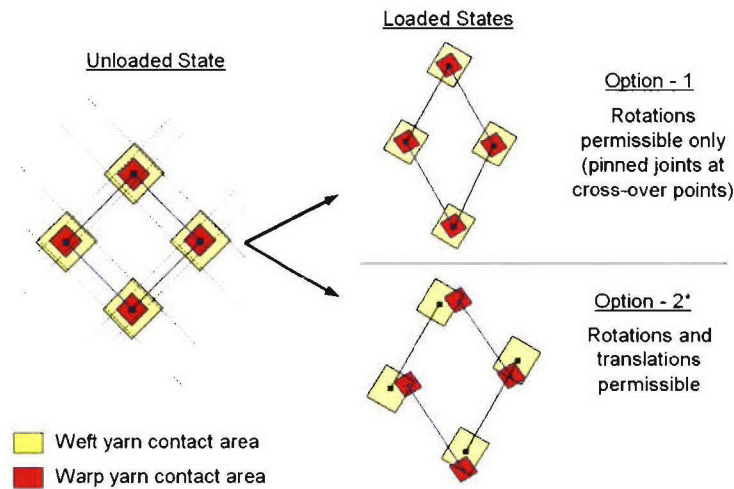 Loaded States
Unloaded State
Option - 1
Rotations
permissible only
(pinned joints at
cross-over points)
Option - 2*
Rotations and
translations
permissible
Weft yarn contact area
Warp yarn contact area